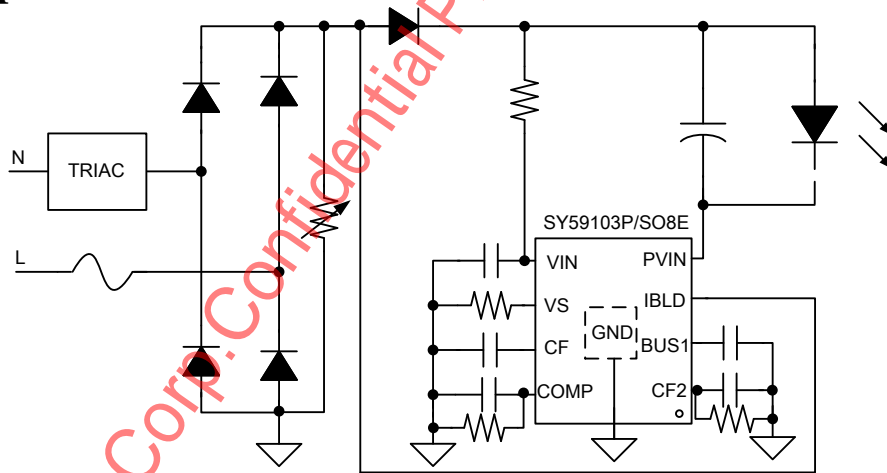 N
TRIAC
L
SY59103P/SO8E
VIN
PVIN
VS
IBLD
GND
CF
BUS1
COMP
CF2
Corp.Confidential